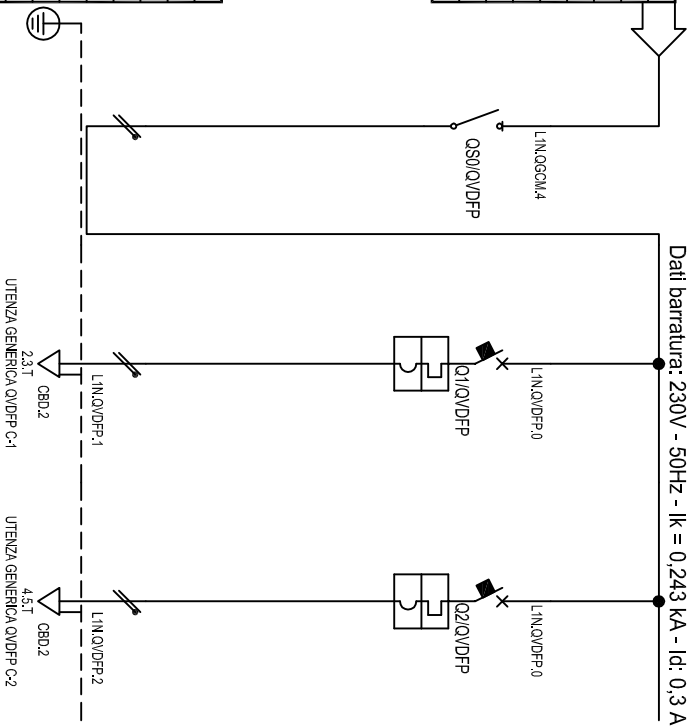 Dati barratura: 230V - 50Hz - Ik = 0,243 kA - Id: 0,3 A
L1N.QGCM.4
QS0/QVDFP
L1N.QVDFP.0
Q1/QVDFP
L1N.QVDFP.1
CBD.2
2.3.T
UTENZA GENERICA QVDFP C-1
L1N.QVDFP.0
Q2/QVDFP
L1N.QVDFP.2
CBD.2
4.5.T
UTENZA GENERICA QVDFP C-2